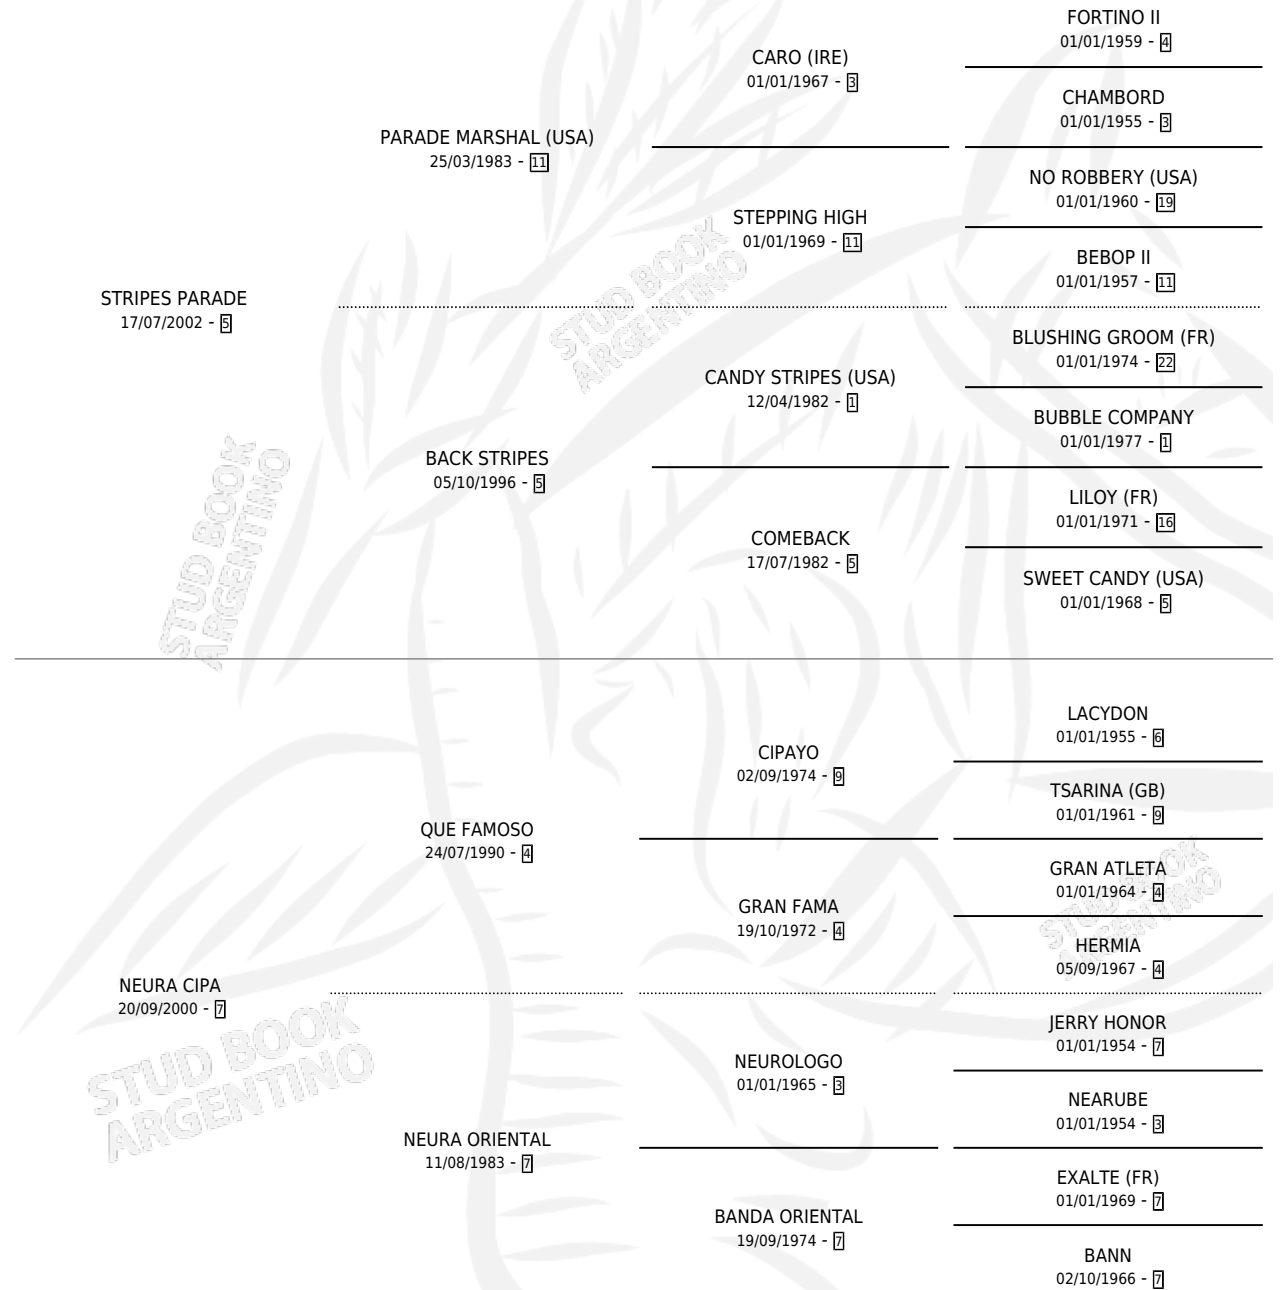 FORTINO II
01/01/1959 - 4
CARO (IRE)
01/01/1967 - 3
CHAMBORD
01/01/1955 - 3
PARADE MARSHAL (USA)
25/03/1983 - 11
NO ROBBERY (USA)
01/01/1960 - 19
STEPPING HIGH
01/01/1969 - 11
BEBOP II
01/01/1957 - 11
STRIPES PARADE
17/07/2002 - 5
STUD BOOK
ARGENTINO
BLUSHING GROOM (FR)
01/01/1974 - 22
CANDY STRIPES (USA)
12/04/1982 - 1
BUBBLE COMPANY
01/01/1977 - 1
BACK STRIPES
05/10/1996 - 5
LILOY (FR)
01/01/1971 - 16
COMEBACK
17/07/1982 - 5
SWEET CANDY (USA)
01/01/1968 - 5
STUD BOOK
ARGENTINO
LACYDON
01/01/1955 - 6
CIPAYO
02/09/1974 - 9
TSARINA (GB)
01/01/1961 - 9
QUE FAMOSO
24/07/1990 - 4
GRAN ATLETA
01/01/1964 - 4
GRAN FAMA
19/10/1972 - 4
STUD BOOK
ARGENTINO
HERMIA
05/09/1967 - 4
NEURA CIPA
20/09/2000 - 7
STUD BOOK
ARGENTINO
JERRY HONOR
01/01/1954 - 7
NEUROLOGO
01/01/1965 - 3
NEARUBE
01/01/1954 - 3
NEURA ORIENTAL
11/08/1983 - 7
EXALTE (FR)
01/01/1969 - 7
BANDA ORIENTAL
19/09/1974 - 7
BANN
02/10/1966 - 7